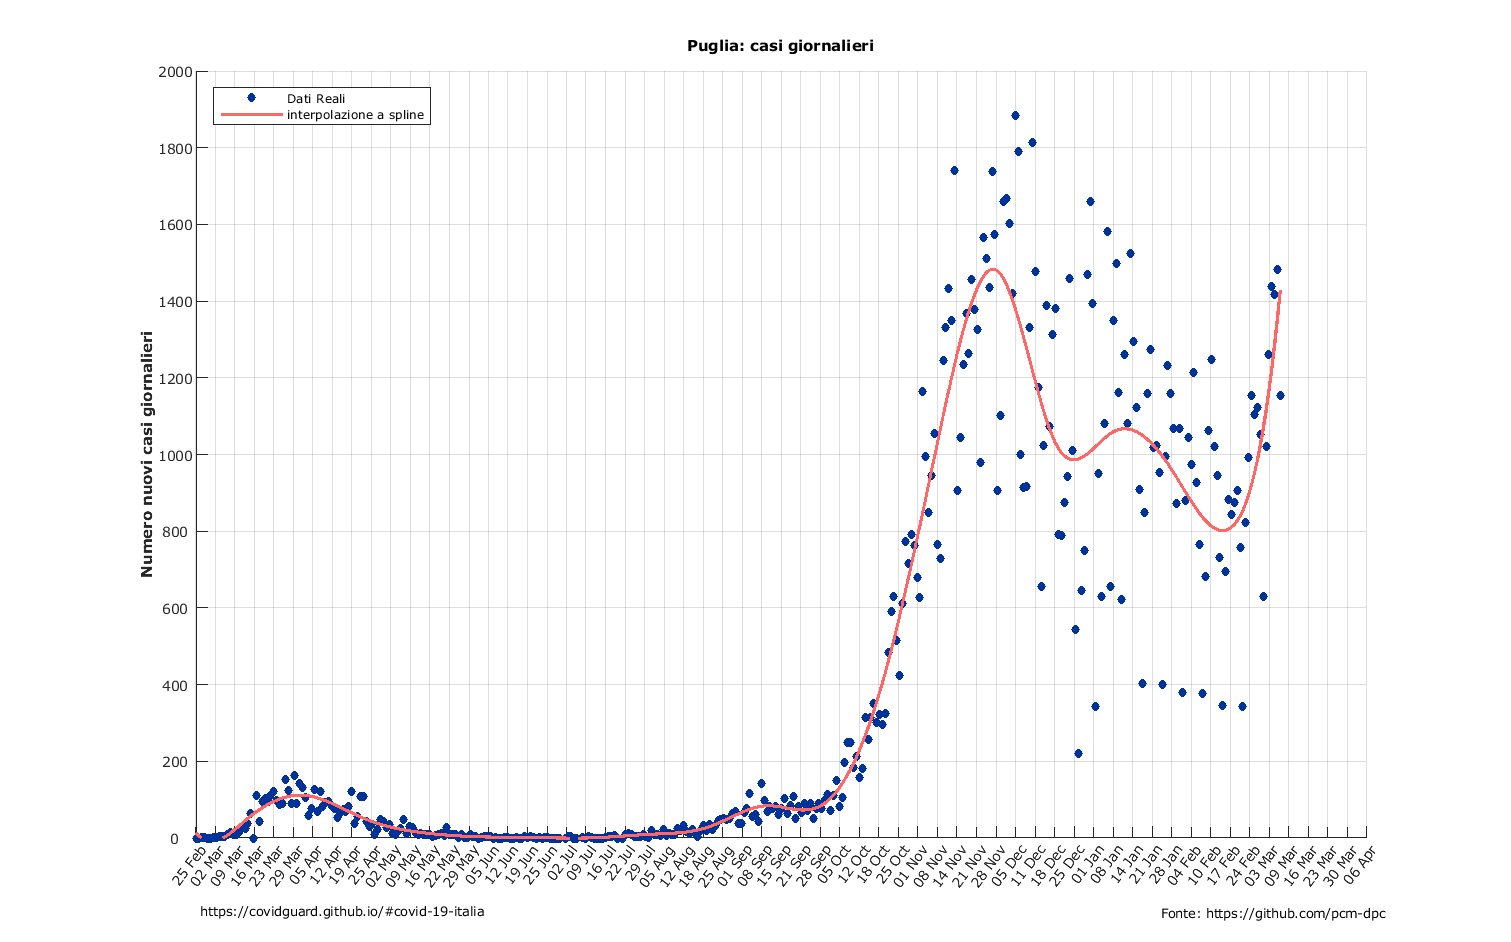 Puglia: casi giornalieri
Dati Reali
interpolazione a spline
Numero nuovi casi giornalieri
2000
1800
1600
1400
1200
1000
800
600
400
200
0
25 Feb
02 Mar
09 Mar
16 Mar
23 Mar
29 Mar
05 Apr
12 Apr
19 Apr
25 Apr
02 May
09 May
16 May
22 May
29 May
05 Jun
12 Jun
19 Jun
25 Jun
02 Jul
09 Jul
16 Jul
22 Jul
29 Jul
05 Aug
12 Aug
18 Aug
25 Aug
01 Sep
08 Sep
15 Sep
21 Sep
28 Sep
05 Oct
12 Oct
18 Oct
25 Oct
01 Nov
08 Nov
14 Nov
21 Nov
28 Nov
05 Dec
11 Dec
18 Dec
25 Dec
01 Jan
08 Jan
14 Jan
21 Jan
28 Jan
04 Feb
10 Feb
17 Feb
24 Feb
03 Mar
09 Mar
16 Mar
23 Mar
30 Mar
06 Apr
https://covidguard.github.io/#covid-19-italia
Fonte: https://github.com/pcm-dpc